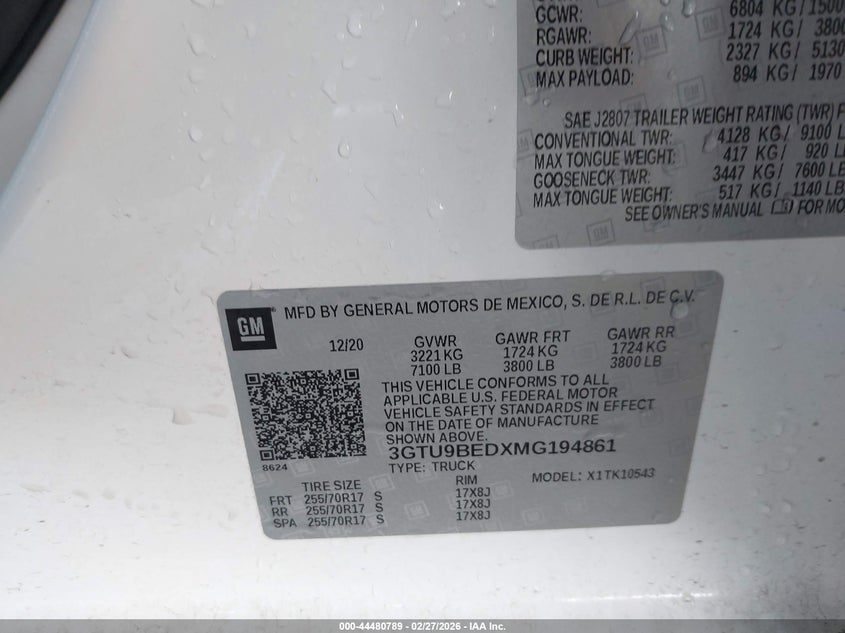 GCWR: 6804 KG/1500
RGAWR: 1724 KG/ 3800
CURB WEIGHT: 2327 KG/ 5130
MAX PAYLOAD: 894 KG/ 1970
SAE J2807 TRAILER WEIGHT RATING (TWR) F
CONVENTIONAL TWR: 4128 KG/ 9100 L
MAX TONGUE WEIGHT: 417 KG/ 920 L
GOOSENECK TWR: 3447 KG/ 7600 LB
MAX TONGUE WEIGHT: 517 KG/ 1140 LB
SEE OWNER'S MANUAL FOR MO
GM
MFD BY GENERAL MOTORS DE MEXICO, S. DE R.L. DE C.V.
12/20 GVWR GAWR FRT GAWR RR
3221 KG 1724 KG 1724 KG
7100 LB 3800 LB 3800 LB
THIS VEHICLE CONFORMS TO ALL
APPLICABLE U.S. FEDERAL MOTOR
VEHICLE SAFETY STANDARDS IN EFFECT
ON THE DATE OF MANUFACTURE
SHOWN ABOVE.
3GTU9BEDXMG194861
8624 TYPE: TRUCK MODEL: X1TK10543
TIRE SIZE RIM
FRT 255/70R17 S 17X8J
RR 255/70R17 S 17X8J
SPA 255/70R17 S 17X8J
000-44480789 - 02/27/2026 - IAA Inc.